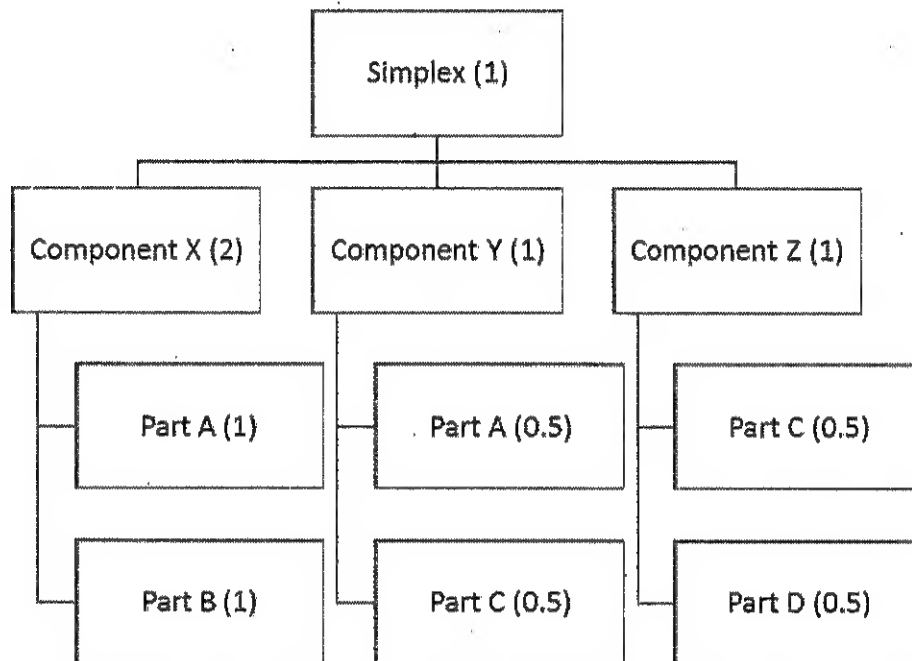 Simplex (1)
Component X (2)
Component Y (1)
Component Z (1)
Part A (1)
Part A (0.5)
Part C (0.5)
Part B (1)
Part C (0.5)
Part D (0.5)